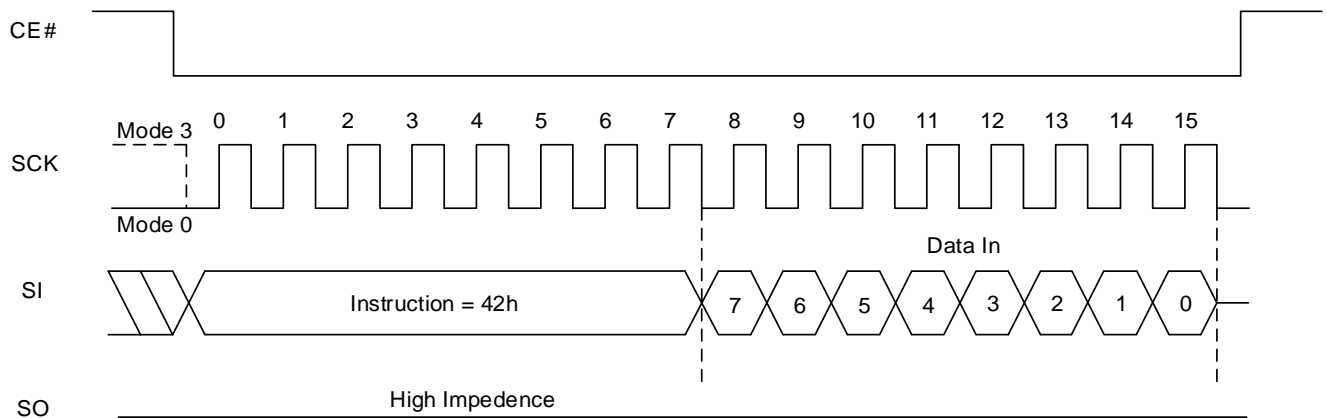 CE#
0 1 2 3 4 5 6 7 8 9 10 11 12 13 14 15
Mode 3
SCK
Mode 0
Data In
SI
Instruction = 42h
7 6 5 4 3 2 1 0
High Impedence
SO